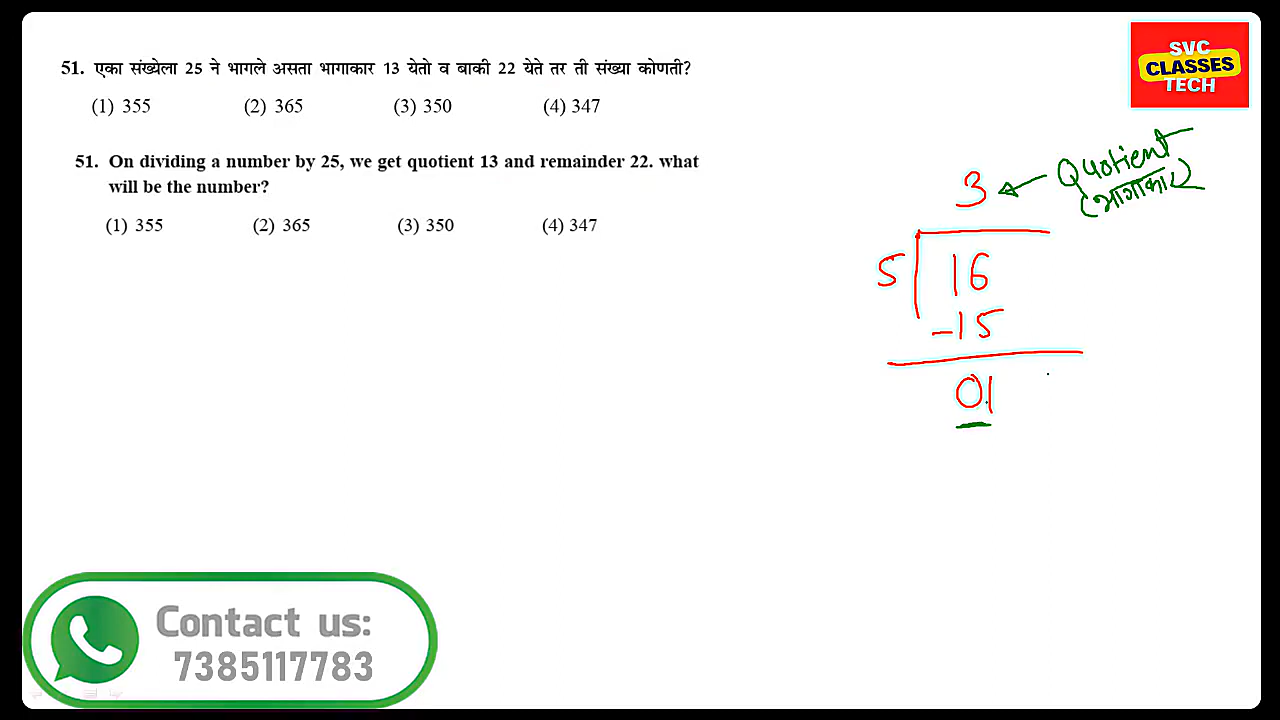 SVC
CLASSES
TECH
51. एका संख्येला 25 ने भागले असता भागाकार 13 येतो व बाकी 22 येते तर ती संख्या कोणती?
(1) 355 (2) 365 (3) 350 (4) 347
51. On dividing a number by 25, we get quotient 13 and remainder 22. what
will be the number?
(1) 355 (2) 365 (3) 350 (4) 347
Quotient
(भागाकार)
3
5 16
-15
01
Contact us:
7385117783